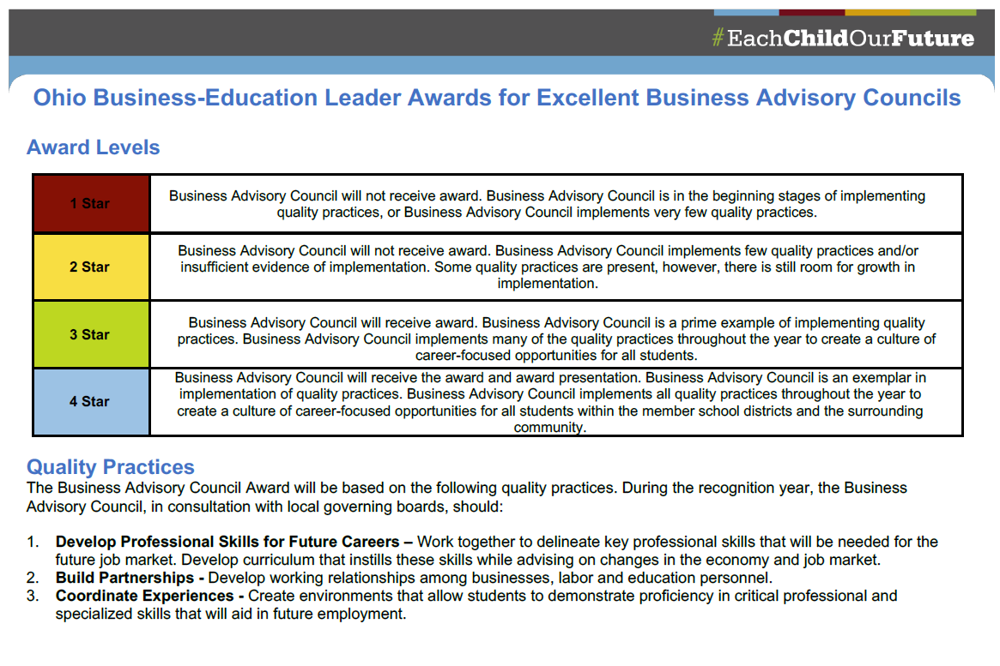 #EachChildOurFuture
Ohio Business-Education Leader Awards for Excellent Business Advisory Councils
Award Levels
1 Star
Business Advisory Council will not receive award. Business Advisory Council is in the beginning stages of implementing
quality practices, or Business Advisory Council implements very few quality practices.
2 Star
Business Advisory Council will not receive award. Business Advisory Council implements few quality practices and/or
insufficient evidence of implementation. Some quality practices are present, however, there is still room for growth in
implementation.
3 Star
Business Advisory Council will receive award. Business Advisory Council is a prime example of implementing quality
practices. Business Advisory Council implements many of the quality practices throughout the year to create a culture of
career-focused opportunities for all students.
4 Star
Business Advisory Council will receive the award and award presentation. Business Advisory Council is an exemplar in
implementation of quality practices. Business Advisory Council implements all quality practices throughout the year to
create a culture of career-focused opportunities for all students within the member school districts and the surrounding
community.
Quality Practices
The Business Advisory Council Award will be based on the following quality practices. During the recognition year, the Business
Advisory Council, in consultation with local governing boards, should:
1. Develop Professional Skills for Future Careers – Work together to delineate key professional skills that will be needed for the
future job market. Develop curriculum that instills these skills while advising on changes in the economy and job market.
2. Build Partnerships - Develop working relationships among businesses, labor and education personnel.
3. Coordinate Experiences - Create environments that allow students to demonstrate proficiency in critical professional and
specialized skills that will aid in future employment.